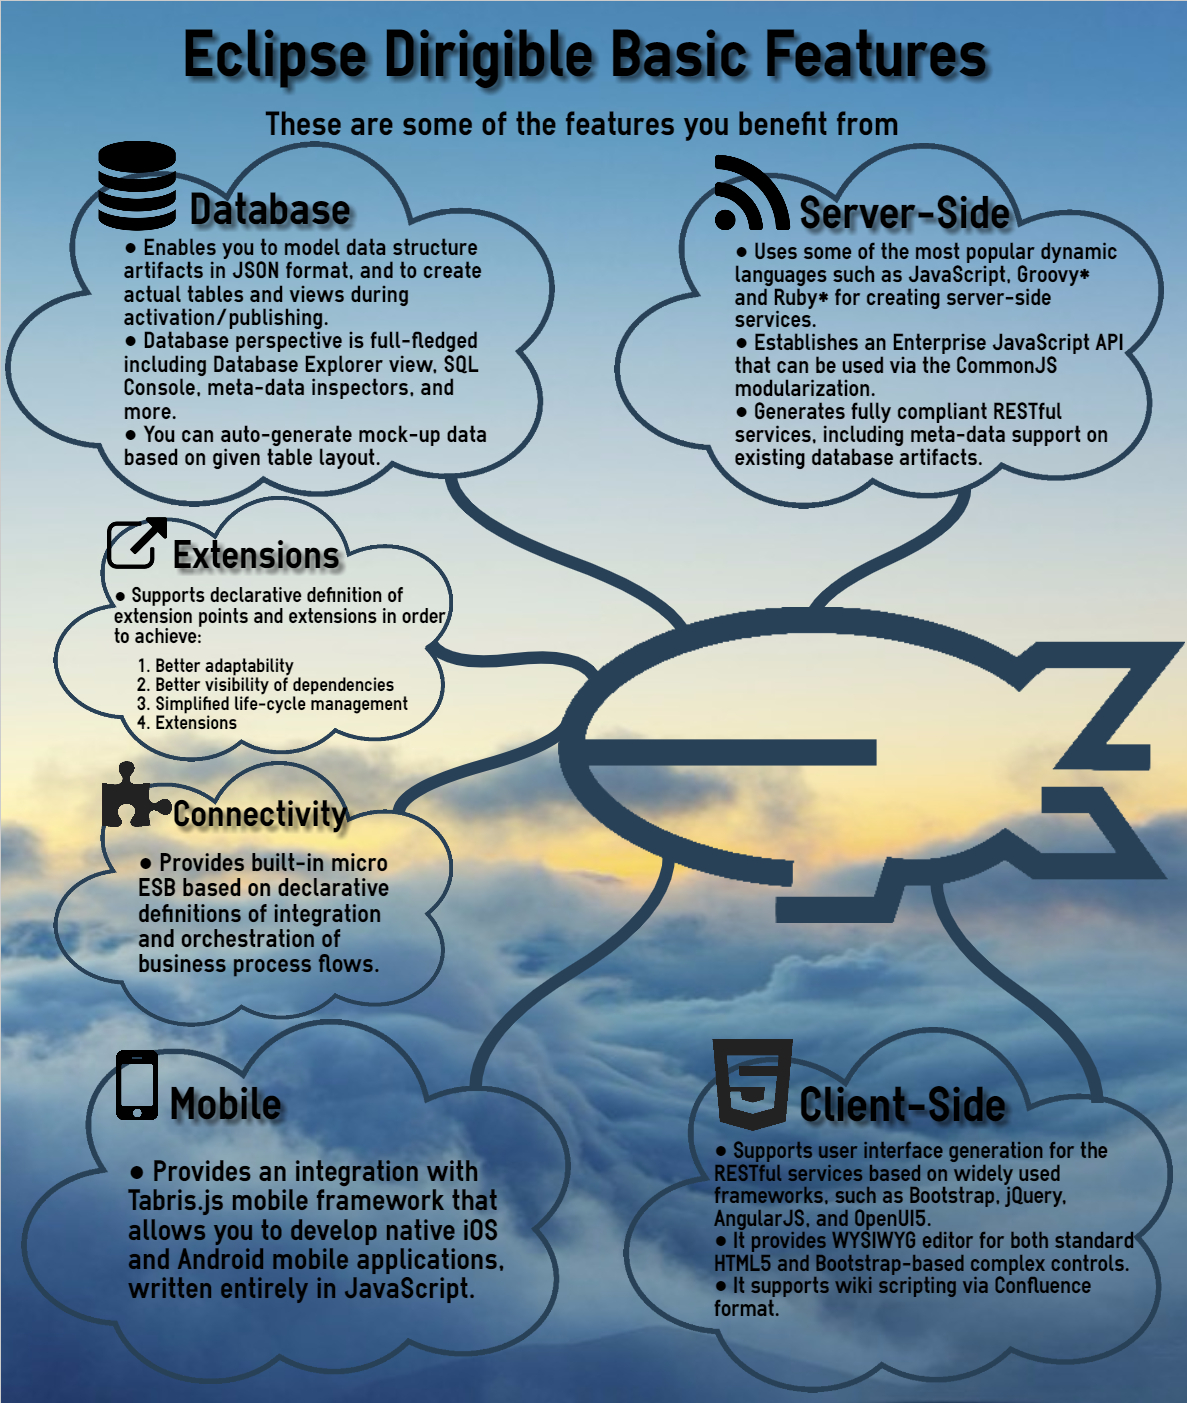 Eclipse Dirigible Basic Features
These are some of the features you benefit from
Database
● Enables you to model data structure
artifacts in JSON format, and to create
actual tables and views during
activation/publishing.
● Database perspective is full-fledged
including Database Explorer view, SQL
Console, meta-data inspectors, and
more.
● You can auto-generate mock-up data
based on given table layout.
Server-Side
● Uses some of the most popular dynamic
languages such as JavaScript, Groovy*
and Ruby* for creating server-side
services.
● Establishes an Enterprise JavaScript API
that can be used via the CommonJS
modularization.
● Generates fully compliant RESTful
services, including meta-data support on
existing database artifacts.
Extensions
● Supports declarative definition of
extension points and extensions in order
to achieve:
1. Better adaptability
2. Better visibility of dependencies
3. Simplified life-cycle management
4. Extensions
Connectivity
● Provides built-in micro
ESB based on declarative
definitions of integration
and orchestration of
business process flows.
Mobile
● Provides an integration with
Tabris.js mobile framework that
allows you to develop native iOS
and Android mobile applications,
written entirely in JavaScript.
Client-Side
● Supports user interface generation for the
RESTful services based on widely used
frameworks, such as Bootstrap, jQuery,
AngularJS, and OpenUI5.
● It provides WYSIWYG editor for both standard
HTML5 and Bootstrap-based complex controls.
● It supports wiki scripting via Confluence
format.